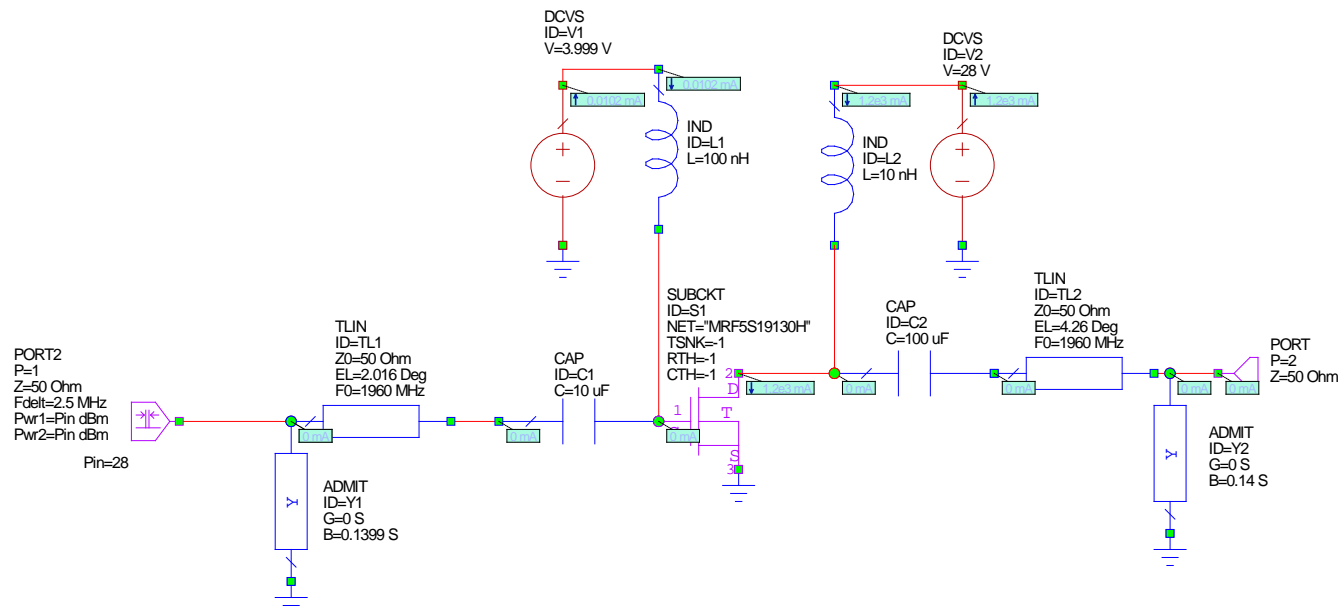 DCVS
ID=V1
V=3.999 V
0.0102 mA
0.0102 mA
IND
ID=L1
L=100 nH
DCVS
ID=V2
V=28 V
1.2e3 mA
1.2e3 mA
IND
ID=L2
L=10 nH
PORT2
P=1
Z=50 Ohm
Fdelt=2.5 MHz
Pwr1=Pin dBm
Pwr2=Pin dBm
Pin=28
TLIN
ID=TL1
Z0=50 Ohm
EL=2.016 Deg
F0=1960 MHz
0 mA
ADMIT
ID=Y1
G=0 S
B=0.1399 S
CAP
ID=C1
C=10 uF
0 mA
SUBCKT
ID=S1
NET="MRF5S19130H"
TSNK=-1
RTH=-1
CTH=-1
1
2
D
T
S
3
0 mA
1.2e3 mA
0 mA
CAP
ID=C2
C=100 uF
0 mA
TLIN
ID=TL2
Z0=50 Ohm
EL=4.26 Deg
F0=1960 MHz
0 mA
0 mA
PORT
P=2
Z=50 Ohm
Y
Y
ADMIT
ID=Y2
G=0 S
B=0.14 S